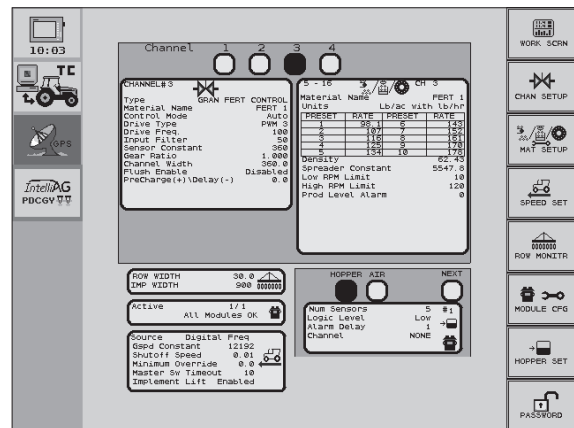 10:03
TC
GPS
IntelliAG
PDCGY
Channel 1 2 3 4
CHANNEL# 3
Type GRAN FERT CONTROL
Material Name FERT 1
Control Mode Auto
Drive Type PWM 3
Drive Freq. 100
Input Filter 50
Sensor Constant 360
Gear Ratio 1.000
Channel Width 360.0
Flush Enable Disabled
PreCharge(+)\Delay(-) 0.0
5 - 16 CH 3
Material Name FERT 1
Units Lb/ac with lb/hr
PRESET RATE PRESET RATE
1 98.1 6 143
2 107 7 152
3 116 8 161
4 125 9 170
5 134 10 178
Density 62.43
Spreader Constant 5547.8
Low RPM Limit 10
High RPM Limit 120
Prod Level Alarm 0
ROW WIDTH 30.0
IMP WIDTH 900
Active 1/1
All Modules OK
Source Digital Freq
Gspd Constant 12192
Shutoff Speed 0.01
Minimum Override 0.0
Master Sw Timeout 10
Implement Lift Enabled
HOPPER AIR NEXT
Num Sensors 5 #1
Logic Level Low
Alarm Delay 1
Channel NONE
WORK SCRN
CHAN SETUP
MAT SETUP
SPEED SET
ROW MONITR
MODULE CFG
HOPPER SET
PASSWORD